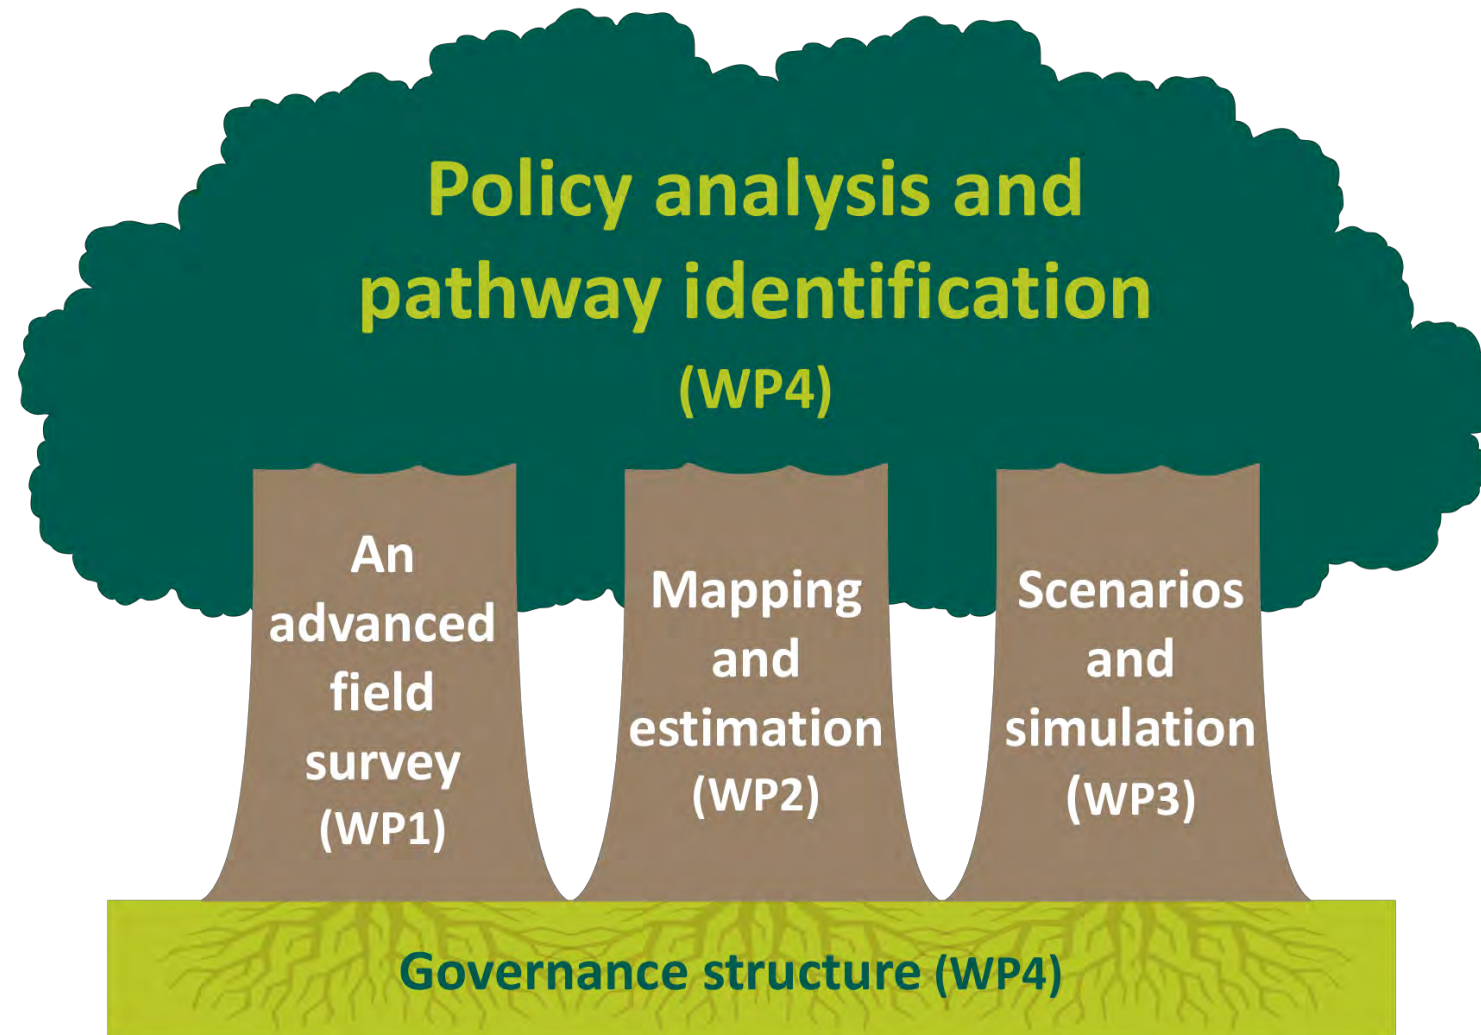 Policy analysis and
pathway identification
(WP4)
An
advanced
field
survey
(WP1)
Mapping
and
estimation
(WP2)
Scenarios
and
simulation
(WP3)
Governance structure (WP4)